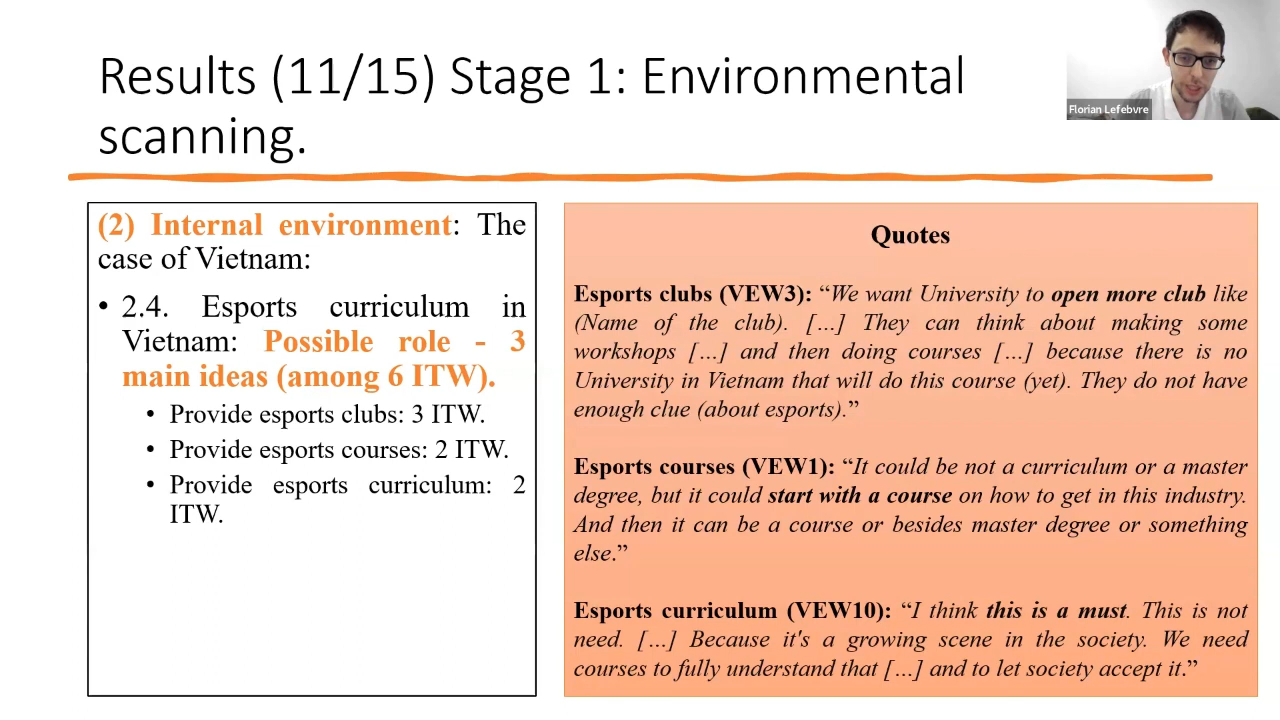 Results (11/15) Stage 1: Environmental
scanning.
Florian Lefebvre
(2) Internal environment: The
case of Vietnam:
• 2.4. Esports curriculum in
Vietnam: Possible role - 3
main ideas (among 6 ITW).
• Provide esports clubs: 3 ITW.
• Provide esports courses: 2 ITW.
• Provide esports curriculum: 2
ITW.
Quotes
Esports clubs (VEW3): “We want University to open more club like
(Name of the club). […] They can think about making some
workshops […] and then doing courses […] because there is no
University in Vietnam that will do this course (yet). They do not have
enough clue (about esports).”
Esports courses (VEW1): “It could be not a curriculum or a master
degree, but it could start with a course on how to get in this industry.
And then it can be a course or besides master degree or something
else.”
Esports curriculum (VEW10): “I think this is a must. This is not
need. […] Because it's a growing scene in the society. We need
courses to fully understand that […] and to let society accept it.”